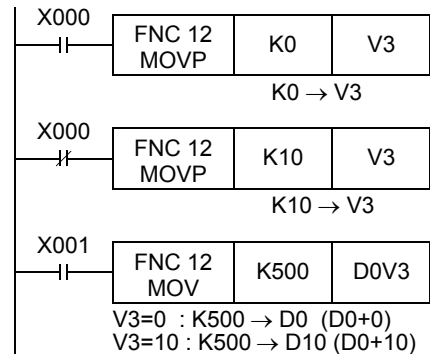 X000
FNC 12
MOVP
K0
V3
K0 → V3
X000
FNC 12
MOVP
K10
V3
K10 → V3
X001
FNC 12
MOV
K500
D0V3
V3=0 : K500 → D0 (D0+0)
V3=10 : K500 → D10 (D0+10)